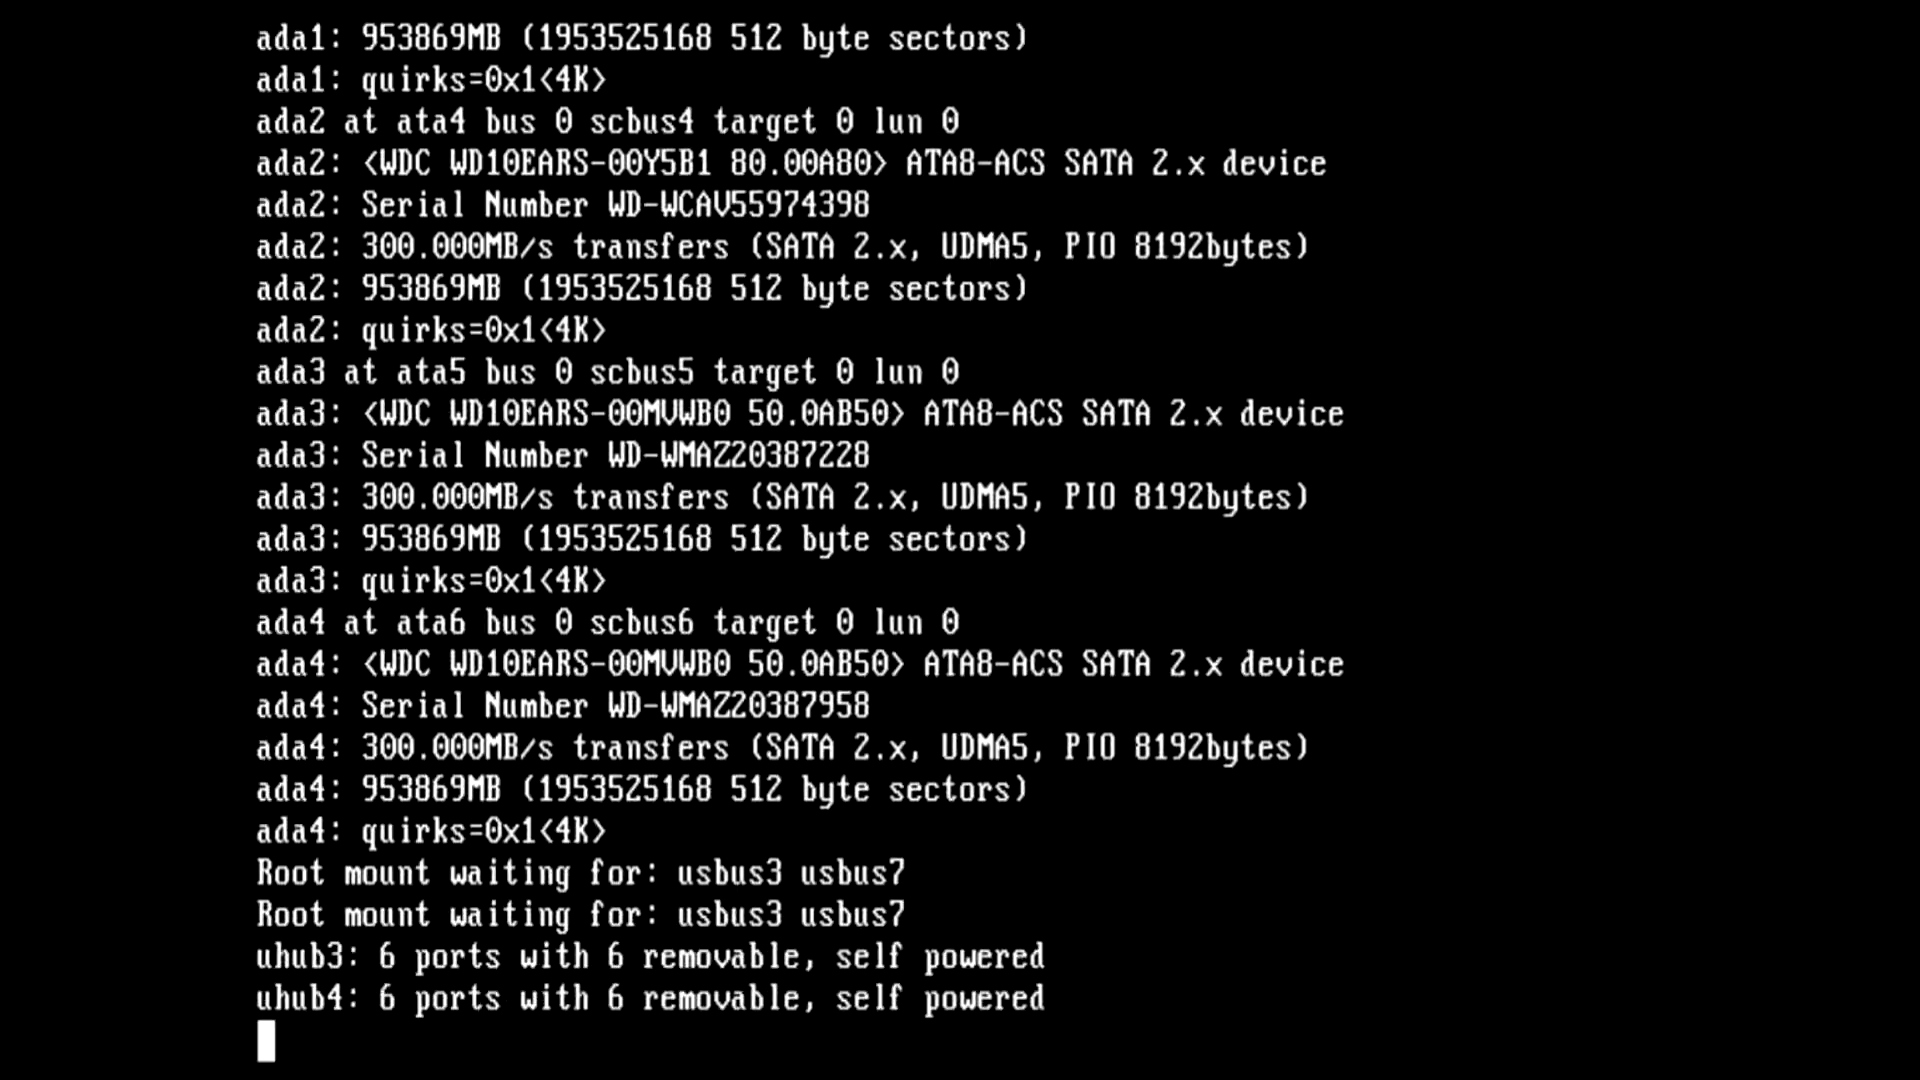 ada1: 953869MB (1953525168 512 byte sectors)
ada1: quirks=0x1<4K>
ada2 at ata4 bus 0 scbus4 target 0 lun 0
ada2: <WDC WD10EARS-00Y5B1 80.00A80> ATA8-ACS SATA 2.x device
ada2: Serial Number WD-WCAV55974398
ada2: 300.000MB/s transfers (SATA 2.x, UDMA5, PIO 8192bytes)
ada2: 953869MB (1953525168 512 byte sectors)
ada2: quirks=0x1<4K>
ada3 at ata5 bus 0 scbus5 target 0 lun 0
ada3: <WDC WD10EARS-00MVWB0 50.0AB50> ATA8-ACS SATA 2.x device
ada3: Serial Number WD-WMAZ20387228
ada3: 300.000MB/s transfers (SATA 2.x, UDMA5, PIO 8192bytes)
ada3: 953869MB (1953525168 512 byte sectors)
ada3: quirks=0x1<4K>
ada4 at ata6 bus 0 scbus6 target 0 lun 0
ada4: <WDC WD10EARS-00MVWB0 50.0AB50> ATA8-ACS SATA 2.x device
ada4: Serial Number WD-WMAZ20387958
ada4: 300.000MB/s transfers (SATA 2.x, UDMA5, PIO 8192bytes)
ada4: 953869MB (1953525168 512 byte sectors)
ada4: quirks=0x1<4K>
Root mount waiting for: usbus3 usbus7
Root mount waiting for: usbus3 usbus7
uhub3: 6 ports with 6 removable, self powered
uhub4: 6 ports with 6 removable, self powered